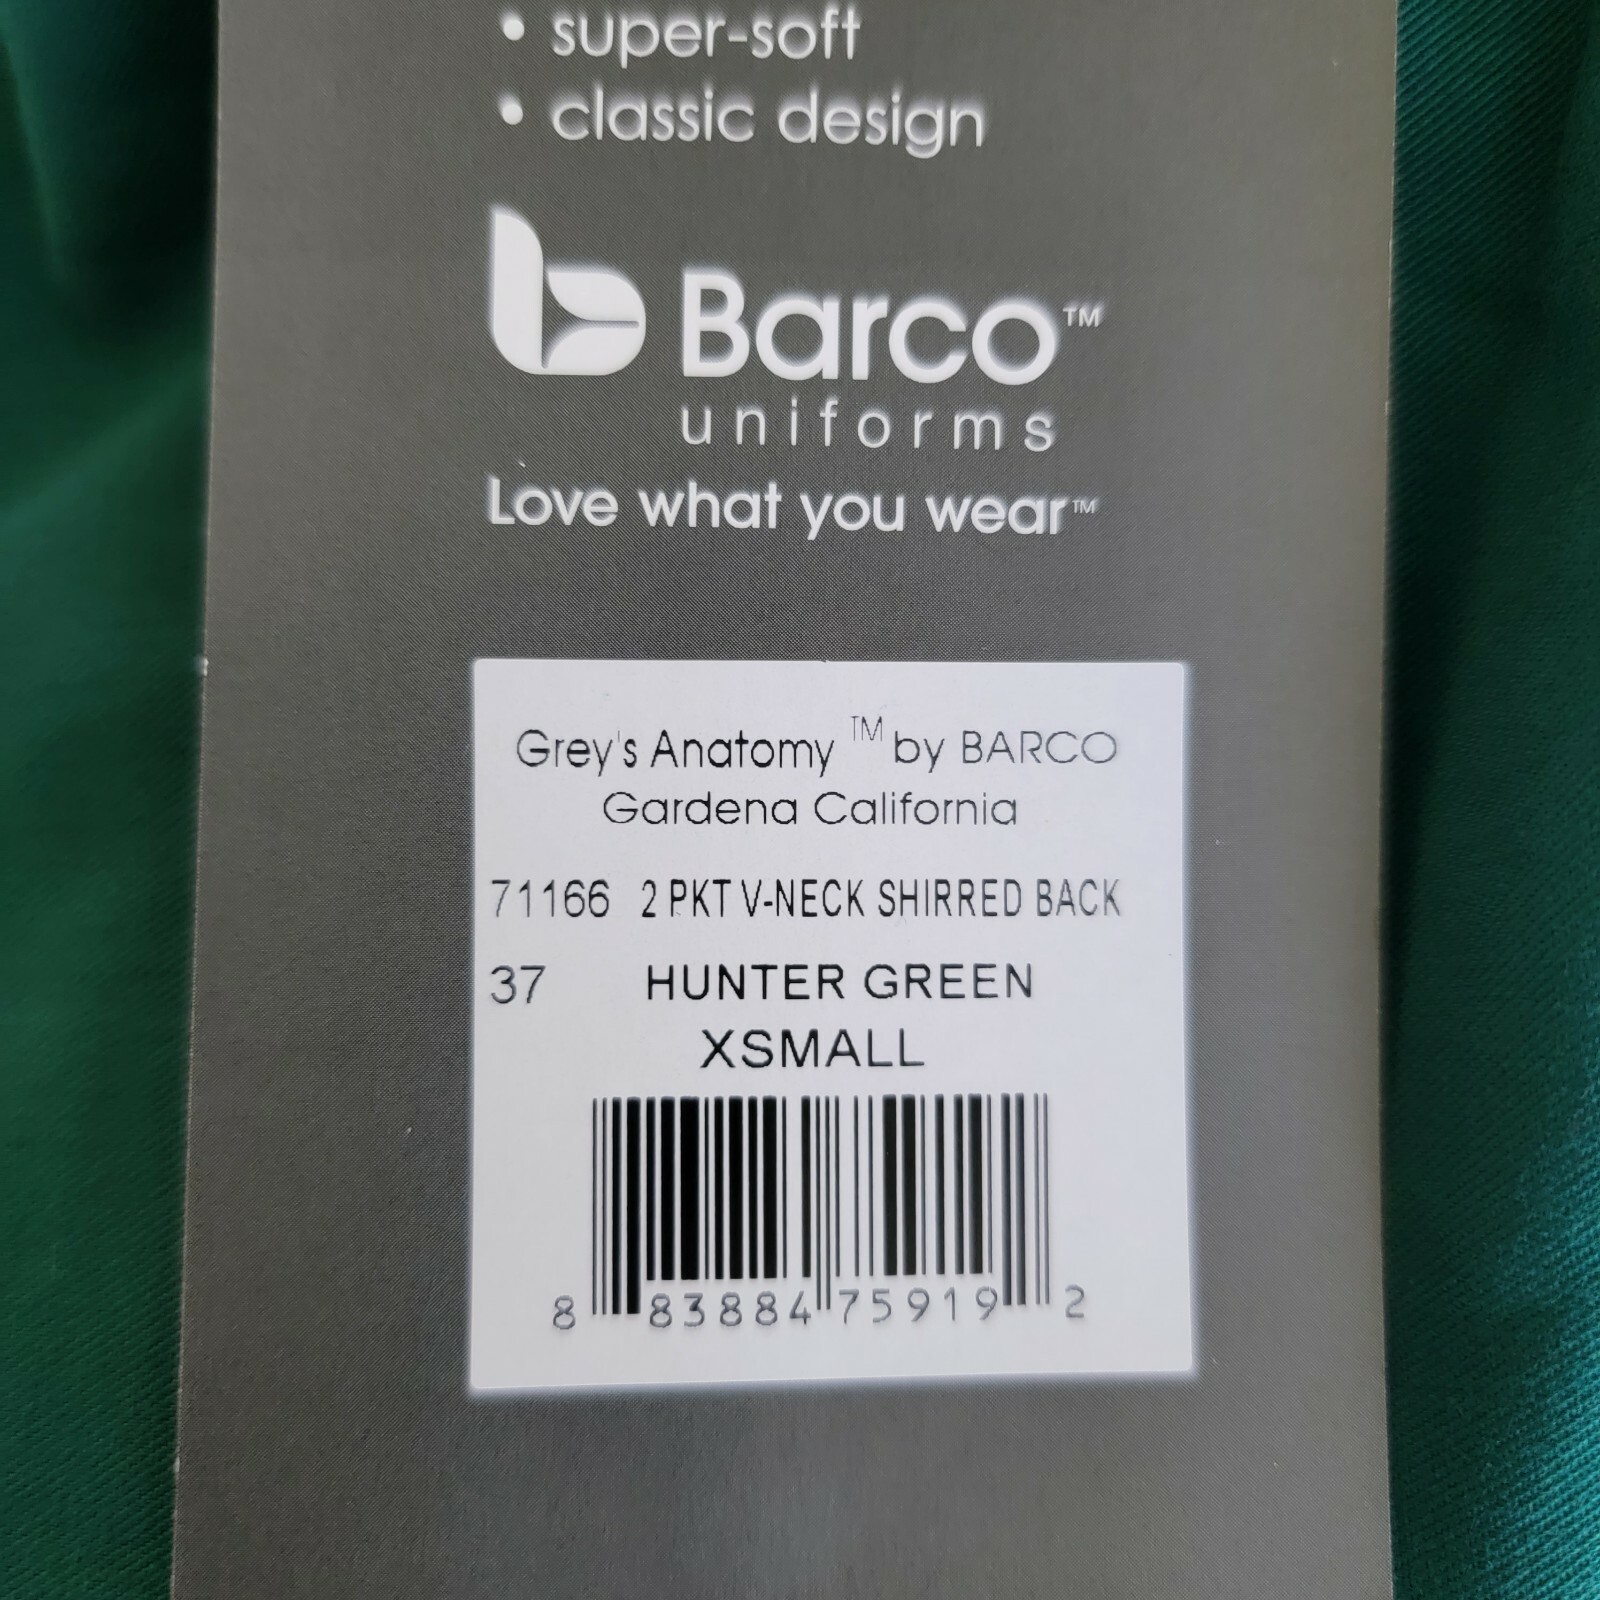 • super-soft
• classic design
Barco™
uniforms
Love what you wear™
Grey's Anatomy ™ by BARCO
Gardena California
71166 2 PKT V-NECK SHIRRED BACK
37 HUNTER GREEN
XSMALL
8 83884 75919 2